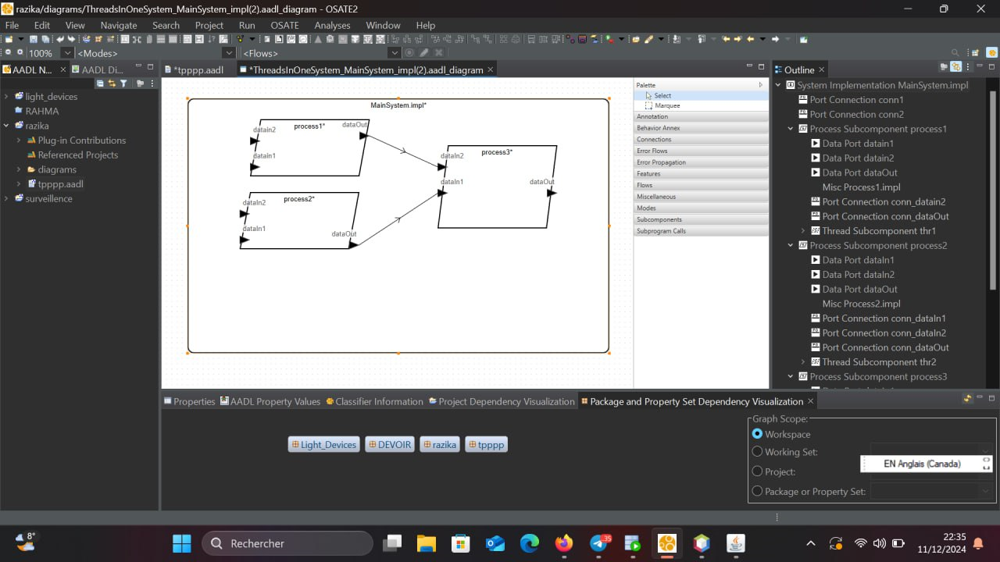 razika/diagrams/ThreadsInOneSystem_MainSystem_impl(2).aadl_diagram - OSATE2
File Edit View Navigate Search Project Run OSATE Analyses Window Help
100% <Modes> <Flows>
AADL N... AADL Di...
*tpppp.aadl *ThreadsInOneSystem_MainSystem_impl(2).aadl_diagram
Outline
light_devices
RAHMA
razika
Plug-in Contributions
Referenced Projects
diagrams
tpppp.aadl
surveillence
MainSystem.impl*
process1*
dataOut
dataIn2
dataIn1
process2*
dataIn2
dataIn1
dataOut
process3*
dataIn2
dataIn1
dataOut
Palette
Select
Marquee
Annotation
Behavior Annex
Connections
Error Flows
Error Propagation
Features
Flows
Miscellaneous
Modes
Subcomponents
Subprogram Calls
System Implementation MainSystem.impl
Port Connection conn1
Port Connection conn2
Process Subcomponent process1
Data Port datain1
Data Port datain2
Data Port dataOut
Misc Process1.impl
Port Connection conn_datain2
Port Connection conn_dataOut
Thread Subcomponent thr1
Process Subcomponent process2
Data Port dataIn1
Data Port dataIn2
Data Port dataOut
Misc Process2.impl
Port Connection conn_dataIn1
Port Connection conn_dataIn2
Port Connection conn_dataOut
Thread Subcomponent thr2
Process Subcomponent process3
Properties AADL Property Values Classifier Information Project Dependency Visualization Package and Property Set Dependency Visualization
Light_Devices DEVOIR razika tpppp
Graph Scope:
Workspace
Working Set:
Project:
Package or Property Set:
EN Anglais (Canada)
8°
Rechercher
35
22:35
11/12/2024